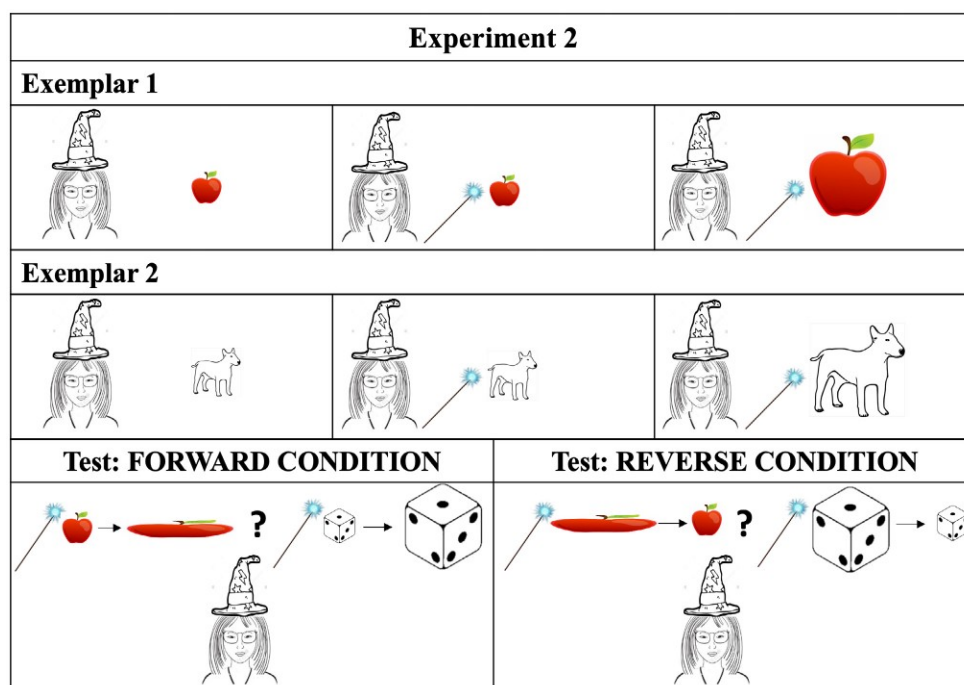 Experiment 2
Exemplar 1
Exemplar 2
Test: FORWARD CONDITION
Test: REVERSE CONDITION
?
?